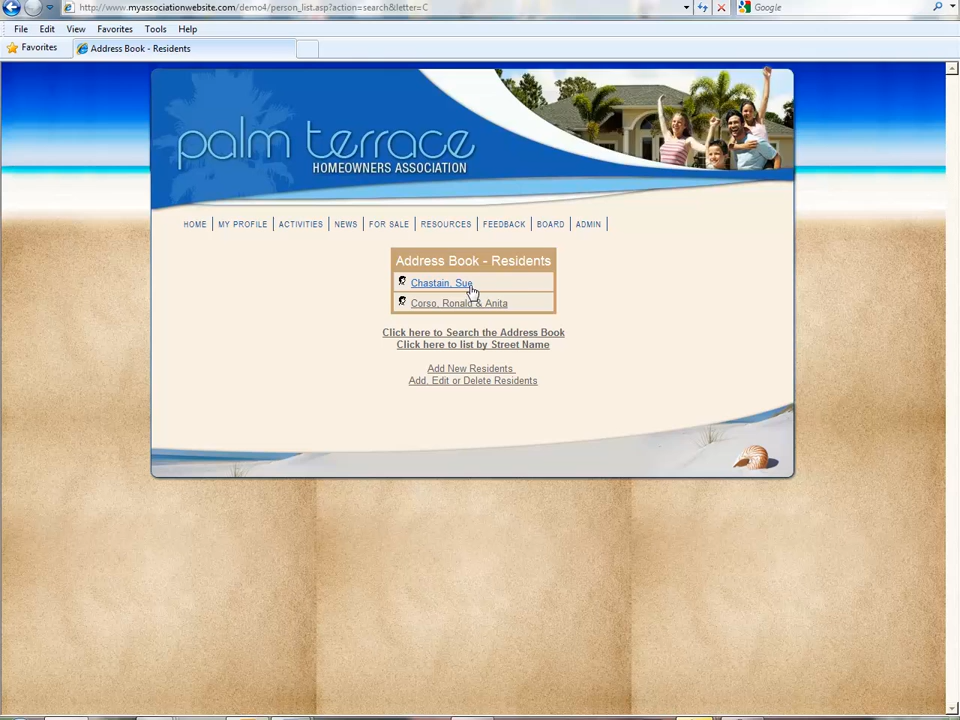 http://www.myassociationwebsite.com/demo4/person_list.asp?action=search&letter=C
Google
File Edit View Favorites Tools Help
Favorites
Address Book - Residents
palm terrace
HOMEOWNERS ASSOCIATION
HOME MY PROFILE ACTIVITIES NEWS FOR SALE RESOURCES FEEDBACK BOARD ADMIN
Address Book - Residents
Chastain, Sue
Corso, Ronald & Anita
Click here to Search the Address Book
Click here to list by Street Name
Add New Residents
Add, Edit or Delete Residents